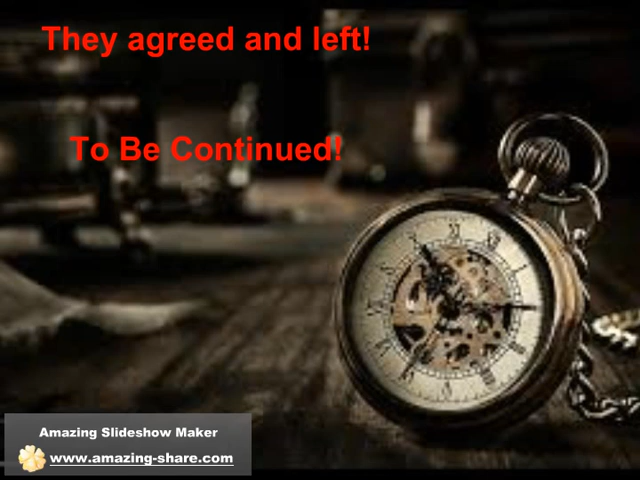 They agreed and left!
To Be Continued!
Amazing Slideshow Maker
www.amazing-share.com